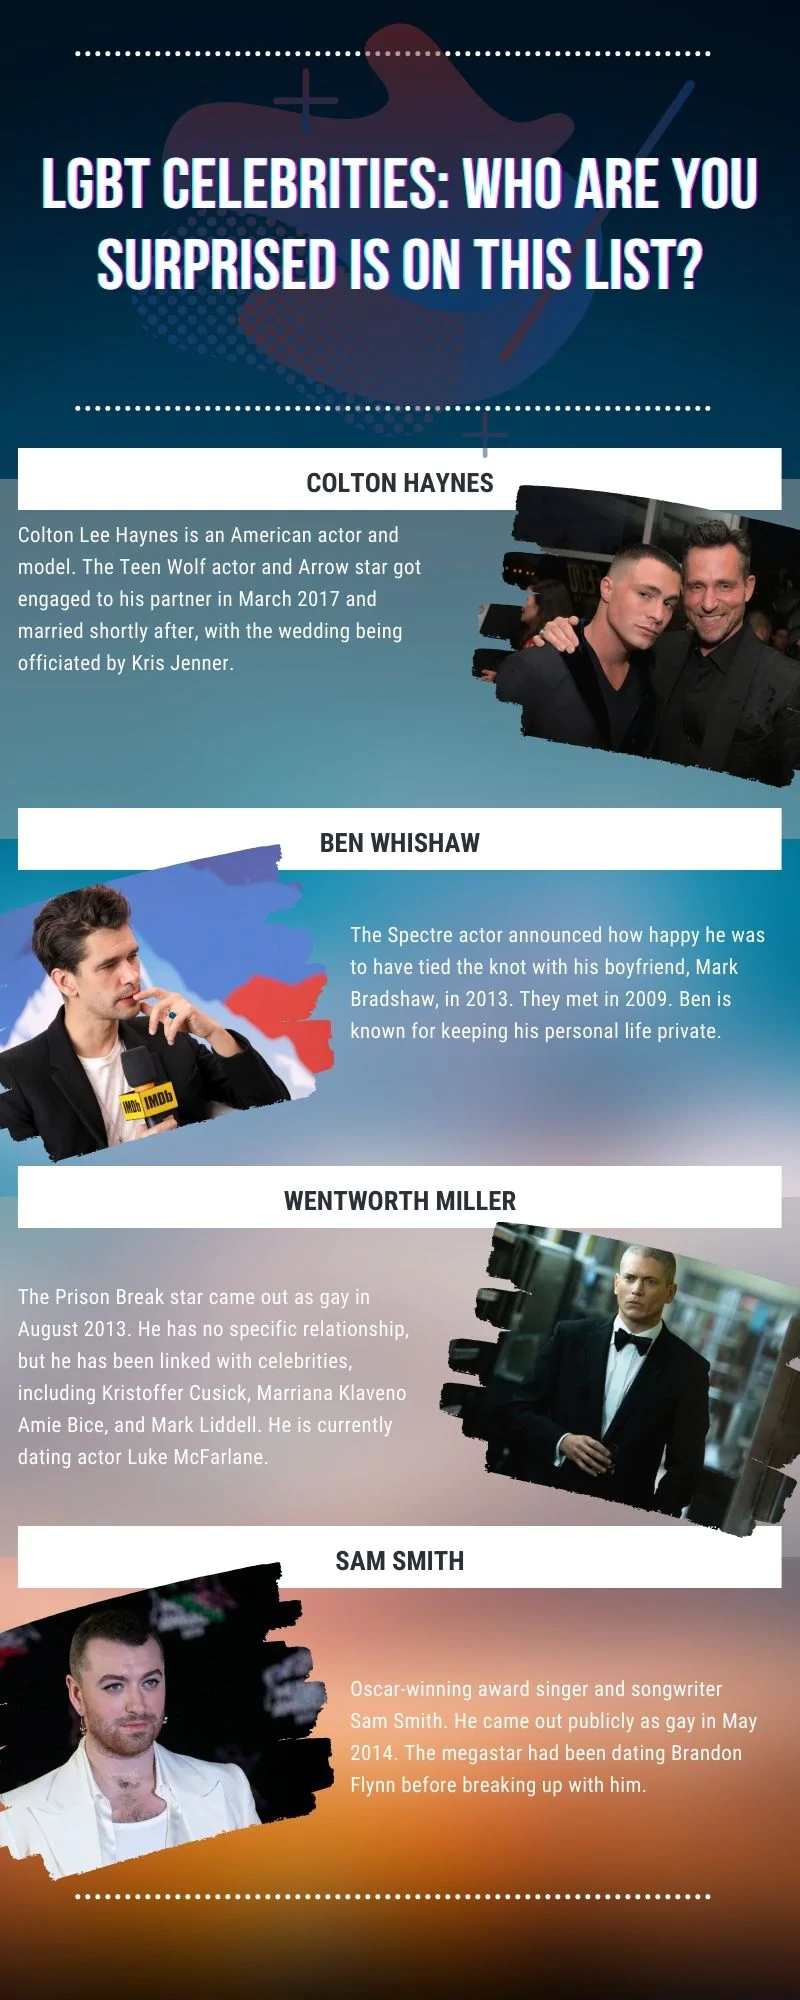 LGBT CELEBRITIES: WHO ARE YOU
SURPRISED IS ON THIS LIST?
COLTON HAYNES
Colton Lee Haynes is an American actor and
model. The Teen Wolf actor and Arrow star got
engaged to his partner in March 2017 and
married shortly after, with the wedding being
officiated by Kris Jenner.
BEN WHISHAW
The Spectre actor announced how happy he was
to have tied the knot with his boyfriend, Mark
Bradshaw, in 2013. They met in 2009. Ben is
known for keeping his personal life private.
IMDb IMDb
WENTWORTH MILLER
The Prison Break star came out as gay in
August 2013. He has no specific relationship,
but he has been linked with celebrities,
including Kristoffer Cusick, Marriana Klaveno
Amie Bice, and Mark Liddell. He is currently
dating actor Luke McFarlane.
SAM SMITH
Oscar-winning award singer and songwriter
Sam Smith. He came out publicly as gay in May
2014. The megastar had been dating Brandon
Flynn before breaking up with him.